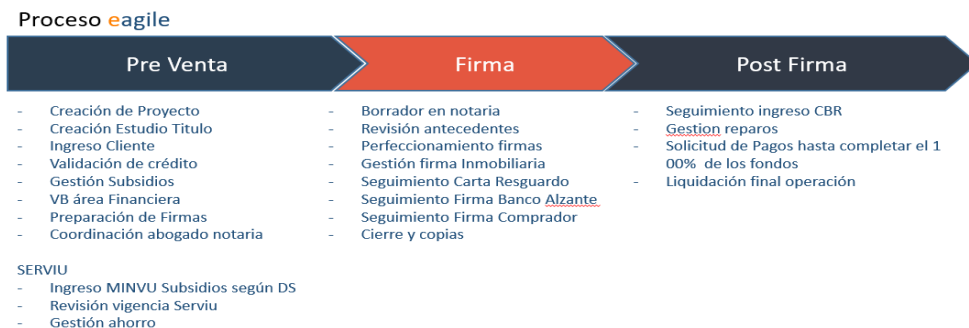 Proceso eagile
Pre Venta
- Creación de Proyecto
- Creación Estudio Titulo
- Ingreso Cliente
- Validación de crédito
- Gestión Subsidios
- VB área Financiera
- Preparación de Firmas
- Coordinación abogado notaria
SERVIU
- Ingreso MINVU Subsidios según DS
- Revisión vigencia Serviu
- Gestión ahorro
Firma
- Borrador en notaria
- Revisión antecedentes
- Perfeccionamiento firmas
- Gestión firma Inmobiliaria
- Seguimiento Carta Resguardo
- Seguimiento Firma Banco Alzante
- Seguimiento Firma Comprador
- Cierre y copias
Post Firma
- Seguimiento ingreso CBR
- Gestion reparos
- Solicitud de Pagos hasta completar el 1
00% de los fondos
- Liquidación final operación